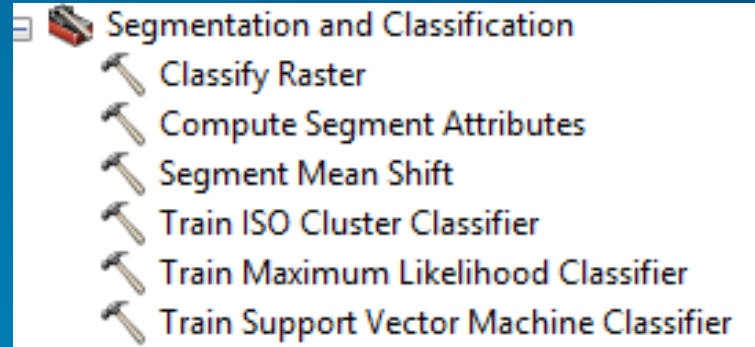 Segmentation and Classification
Classify Raster
Compute Segment Attributes
Segment Mean Shift
Train ISO Cluster Classifier
Train Maximum Likelihood Classifier
Train Support Vector Machine Classifier